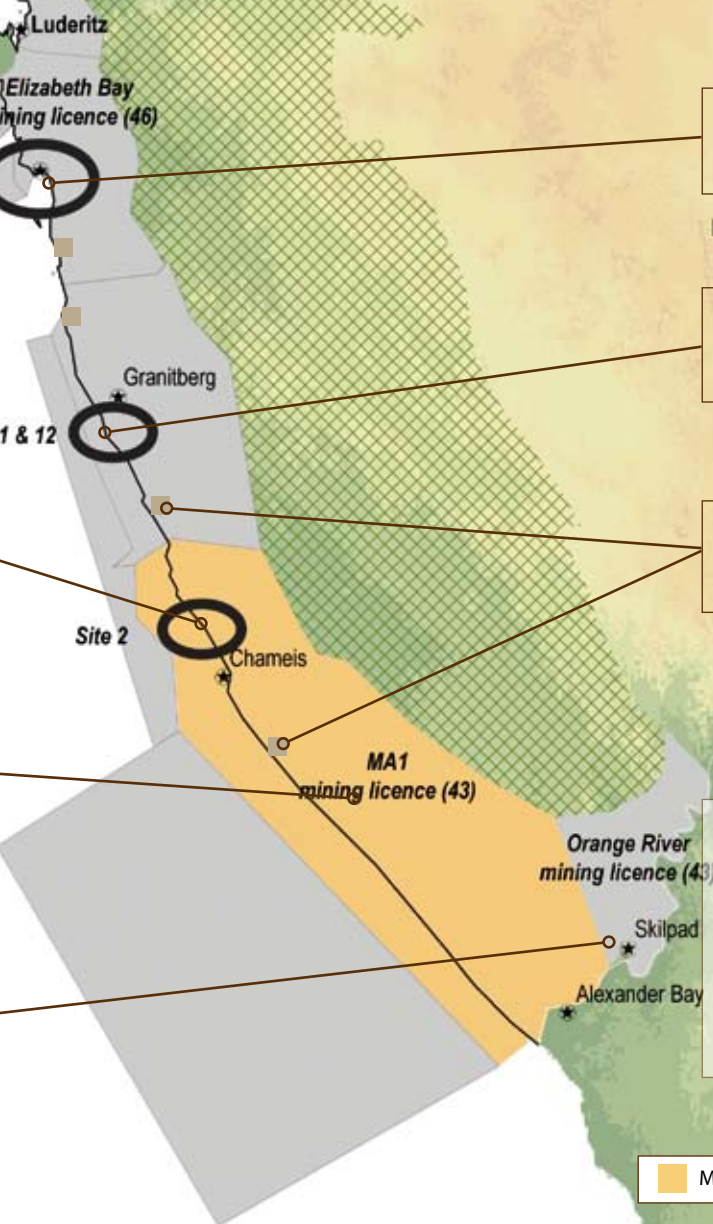 Luderitz
Elizabeth Bay
ining licence (46)
Granitberg
1 & 12
Site 2
Chameis
MA1
mining licence (43)
Orange River
mining licence (43)
Skilpad
Alexander Bay
M